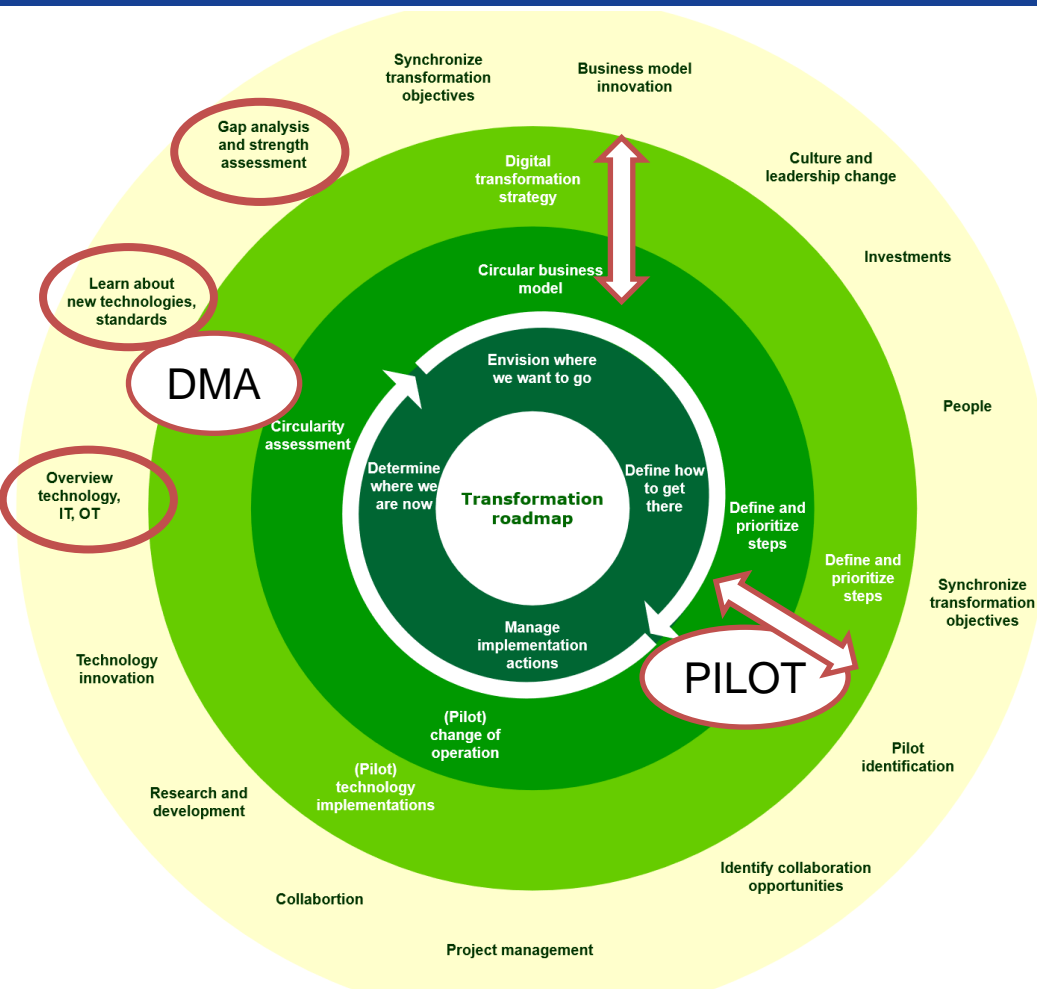 Synchronize
transformation
objectives
Business model
innovation
Gap analysis
and strength
assessment
Digital
transformation
strategy
Culture and
leadership change
Investments
Learn about
new technologies,
standards
Circular business
model
DMA
Envision where
we want to go
People
Circularity
assessment
Overview
technology,
IT, OT
Determine
where we
are now
Transformation
roadmap
Define how
to get
there
Define and
prioritize
steps
Define and
prioritize
steps
Synchronize
transformation
objectives
Manage
implementation
actions
PILOT
Technology
innovation
(Pilot)
change of
operation
(Pilot)
technology
implementations
Pilot
identification
Research and
development
Identify collaboration
opportunities
Collabortion
Project management